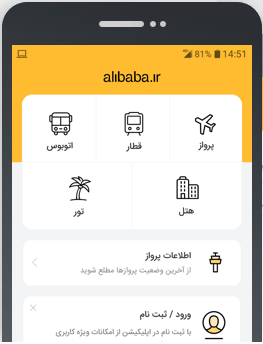 81% 14:51
alibaba.ir
پرواز
قطار
اتوبوس
هتل
تور
اطلاعات پرواز
از آخرین وضعیت پروازها مطلع شوید
ورود / ثبت نام
با ثبت نام در اپلیکیشن از امکانات ویژه کاربری